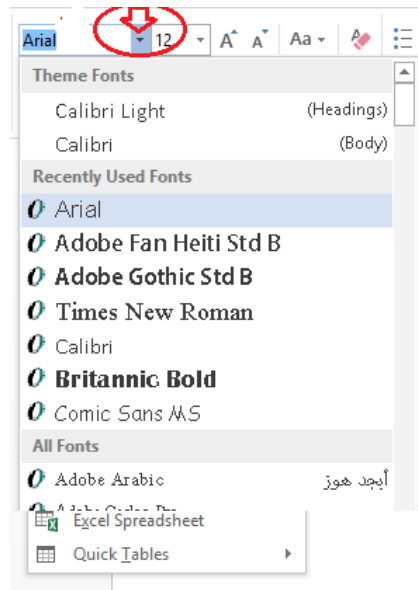 Arial 12 A A Aa
Theme Fonts
Calibri Light (Headings)
Calibri (Body)
Recently Used Fonts
Arial
Adobe Fan Heiti Std B
Adobe Gothic Std B
Times New Roman
Calibri
Britannic Bold
Comic Sans MS
All Fonts
Adobe Arabic أبجد هوز
Excel Spreadsheet
Quick Tables